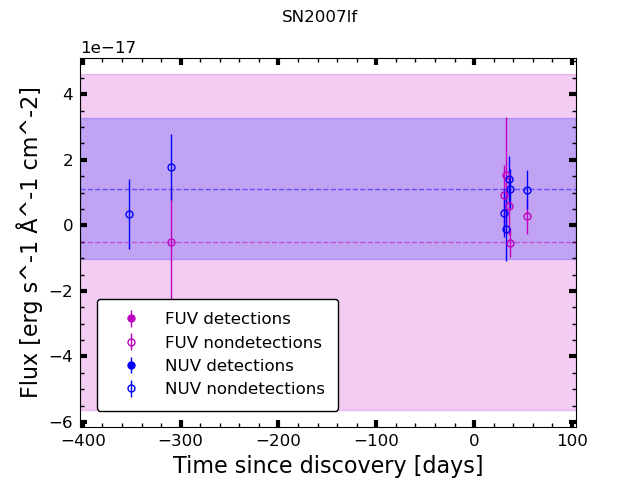 SN2007If
1e−17
4
2
0
−2
−4
−6
Flux [erg s^-1 Å^-1 cm^-2]
FUV detections
FUV nondetections
NUV detections
NUV nondetections
−400 −300 −200 −100 0 100
Time since discovery [days]